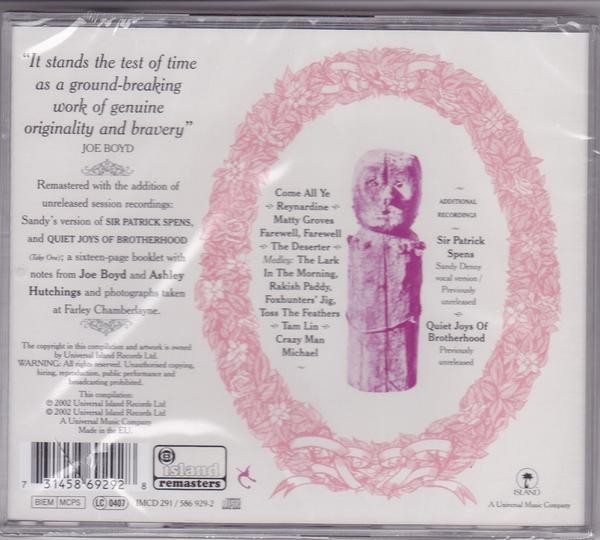 “It stands the test of time
as a ground-breaking
work of genuine
originality and bravery”
JOE BOYD
Remastered with the addition of
unreleased session recordings:
Sandy's version of SIR PATRICK SPENS,
and QUIET JOYS OF BROTHERHOOD
(Take One); a sixteen-page booklet with
notes from Joe Boyd and Ashley
Hutchings and photographs taken
at Farley Chamberlayne.
The copyright in this compilation and artwork is owned
by Universal Island Records Ltd.
WARNING: All rights reserved. Unauthorised copying,
hiring, reproduction, public performance and
broadcasting prohibited.
This compilation:
℗ 2002 Universal Island Records Ltd
© 2002 Universal Island Records Ltd
A Universal Music Company
Made in the E.U.
Come All Ye
Reynardine
Matty Groves
Farewell, Farewell
The Deserter
Medley: The Lark
In The Morning,
Rakish Paddy,
Foxhunters' Jig,
Toss The Feathers
Tam Lin
Crazy Man
Michael
ADDITIONAL
RECORDINGS
Sir Patrick
Spens
Sandy Denny
vocal version /
Previously
unreleased
Quiet Joys Of
Brotherhood
Previously
unreleased
7 31458 69292 8
BIEM MCPS LC 0407 IMCD 291 / 586 929-2
island
remasters
ISLAND
A Universal Music Company